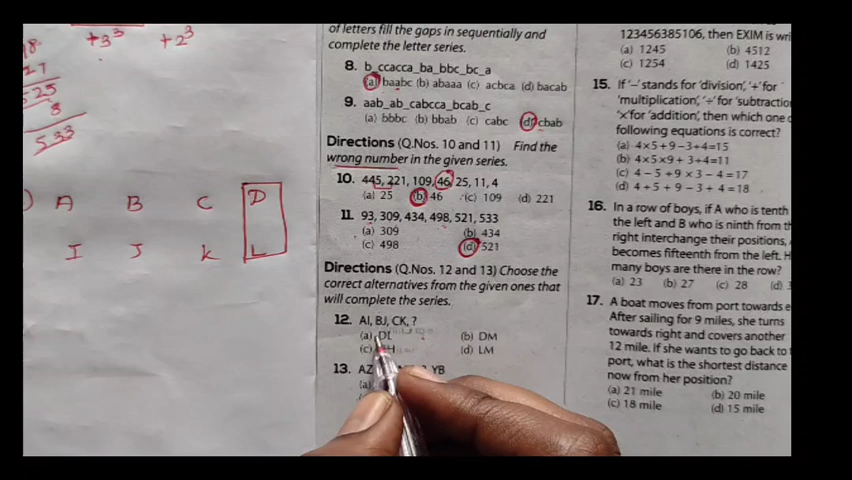 +3³ +2³
525
8
533
A B C D
I J K L
of letters fill the gaps in sequentially and
complete the letter series.
8. b_ccacca_ba_bbc_bc_a
(a) baabc (b) abaaa (c) acbca (d) bacab
9. aab_ab_cabcca_bcab_c
(a) bbbc (b) bbab (c) cabc (d) cbab
Directions (Q.Nos. 10 and 11) Find the
wrong number in the given series.
10. 445, 221, 109, 46, 25, 11, 4
(a) 25 (b) 46 (c) 109 (d) 221
11. 93, 309, 434, 498, 521, 533
(a) 309 (b) 434
(c) 498 (d) 521
Directions (Q.Nos. 12 and 13) Choose the
correct alternatives from the given ones that
will complete the series.
12. AI, BJ, CK, ?
(a) DL (b) DM
(c) (d) LM
13. AZ YB
(a)
123456385106, then EXIM is wri
(a) 1245 (b) 4512
(c) 1254 (d) 1425
15. If '–' stands for 'division', '+' for
'multiplication', '÷' for 'subtractio
'×' for 'addition', then which one o
following equations is correct?
(a) 4×5+9–3+4=15
(b) 4×5×9+3÷4=11
(c) 4 – 5 ÷ 9 × 3 – 4 = 17
(d) 4 ÷ 5 + 9 – 3 + 4 = 18
16. In a row of boys, if A who is tenth
the left and B who is ninth from t
right interchange their positions,
becomes fifteenth from the left. H
many boys are there in the row?
(a) 23 (b) 27 (c) 28 (d) 3
17. A boat moves from port towards e
After sailing for 9 miles, she turns
towards right and covers another
12 mile. If she wants to go back to
port, what is the shortest distance
now from her position?
(a) 21 mile (b) 20 mile
(c) 18 mile (d) 15 mile